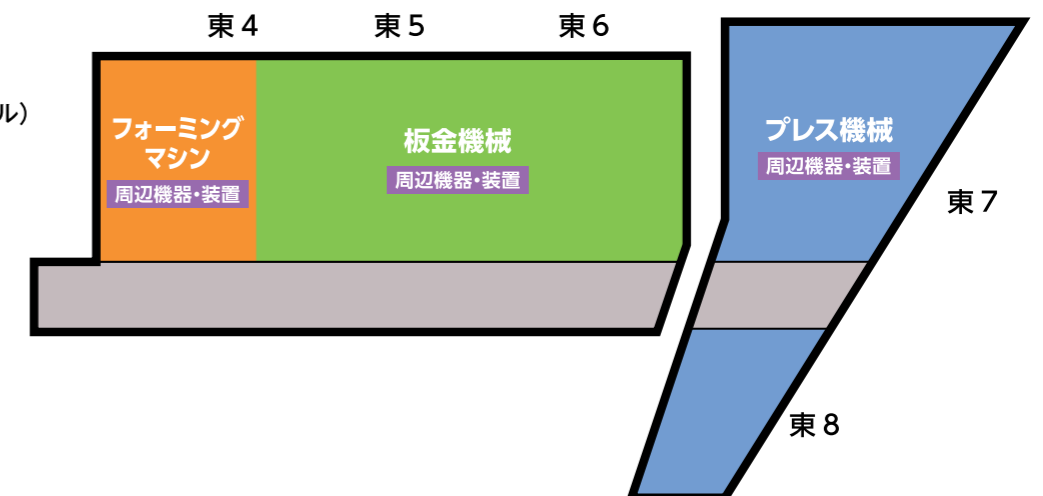 東4 東5 東6
ル）
フォーミング
マシン
周辺機器・装置
板金機械
周辺機器・装置
プレス機械
周辺機器・装置
東7
東8